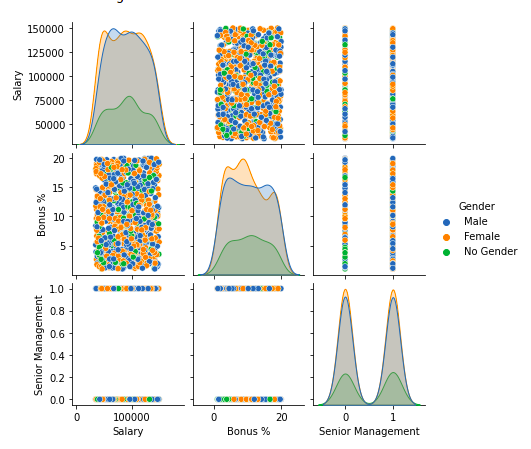 150000
125000
100000
75000
50000
Salary
20
15
10
5
Bonus %
Gender
Male
Female
No Gender
1.0
0.8
0.6
0.4
0.2
0.0
Senior Management
0 100000
Salary
0 20
Bonus %
0 1
Senior Management